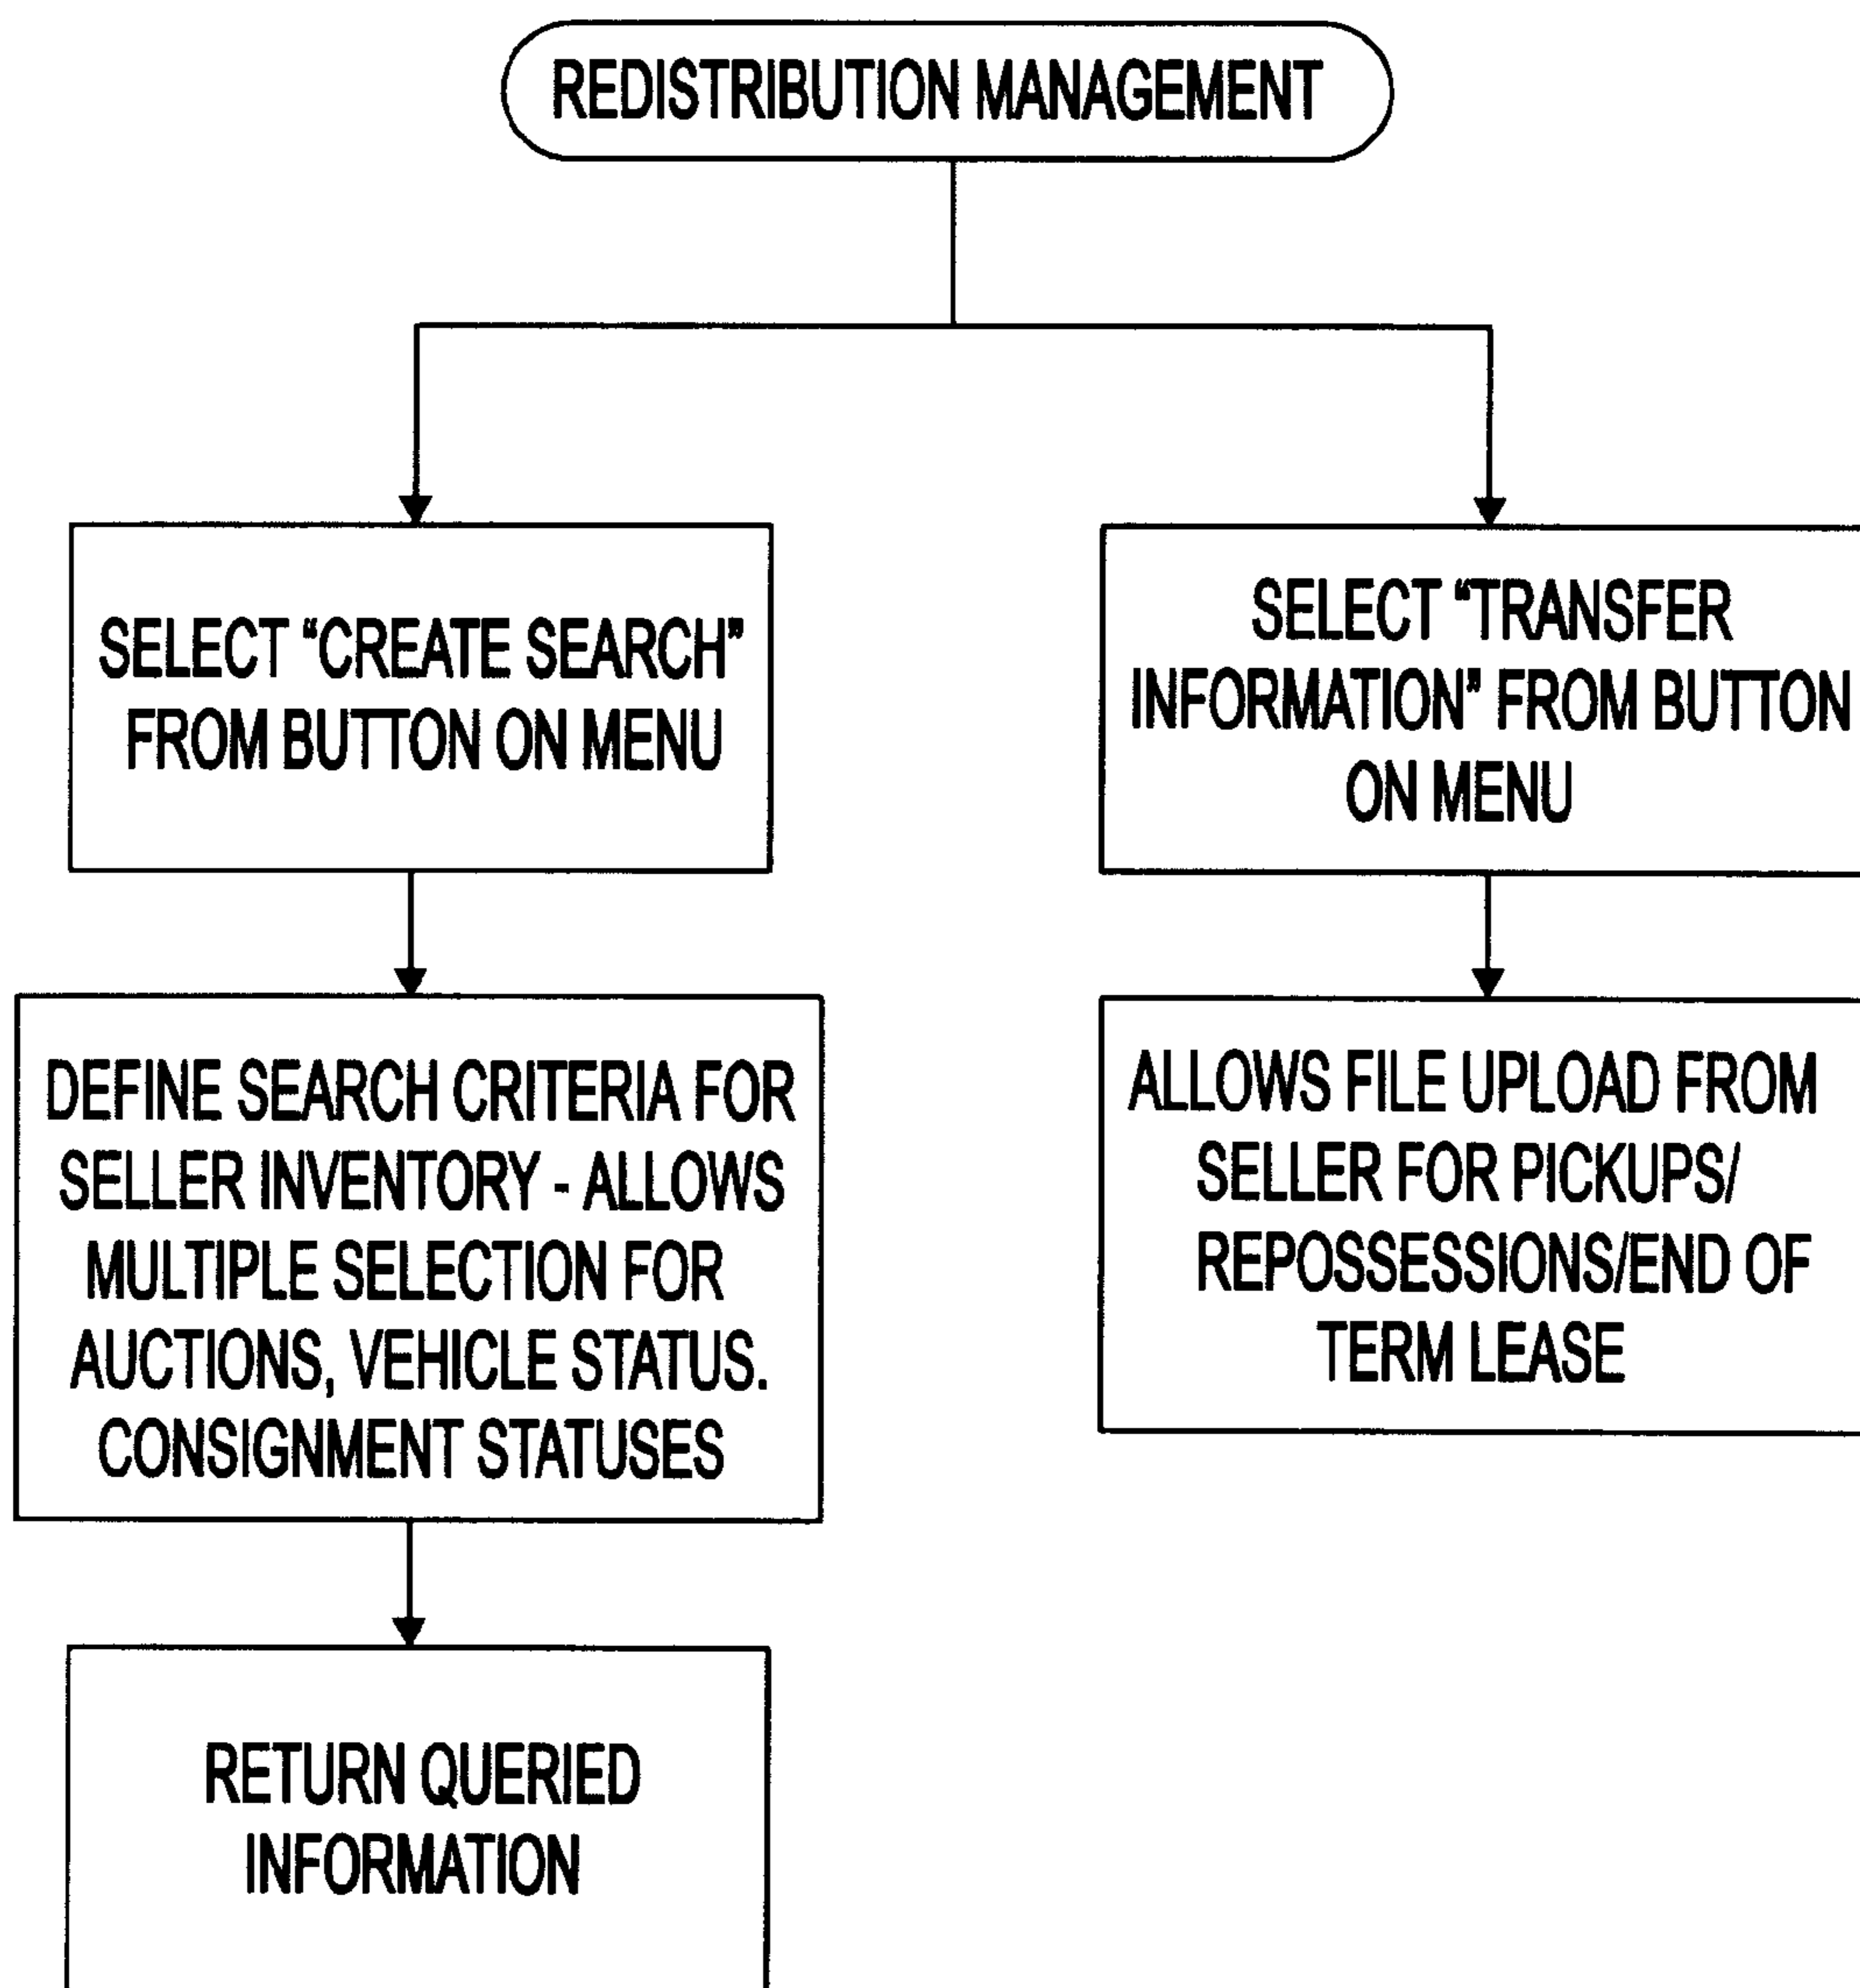 REDISTRIBUTION MANAGEMENT
SELECT “CREATE SEARCH”
FROM BUTTON ON MENU
DEFINE SEARCH CRITERIA FOR
SELLER INVENTORY - ALLOWS
MULTIPLE SELECTION FOR
AUCTIONS, VEHICLE STATUS.
CONSIGNMENT STATUSES
RETURN QUERIED
INFORMATION
SELECT “TRANSFER
INFORMATION” FROM BUTTON
ON MENU
ALLOWS FILE UPLOAD FROM
SELLER FOR PICKUPS/
REPOSSESSIONS/END OF
TERM LEASE